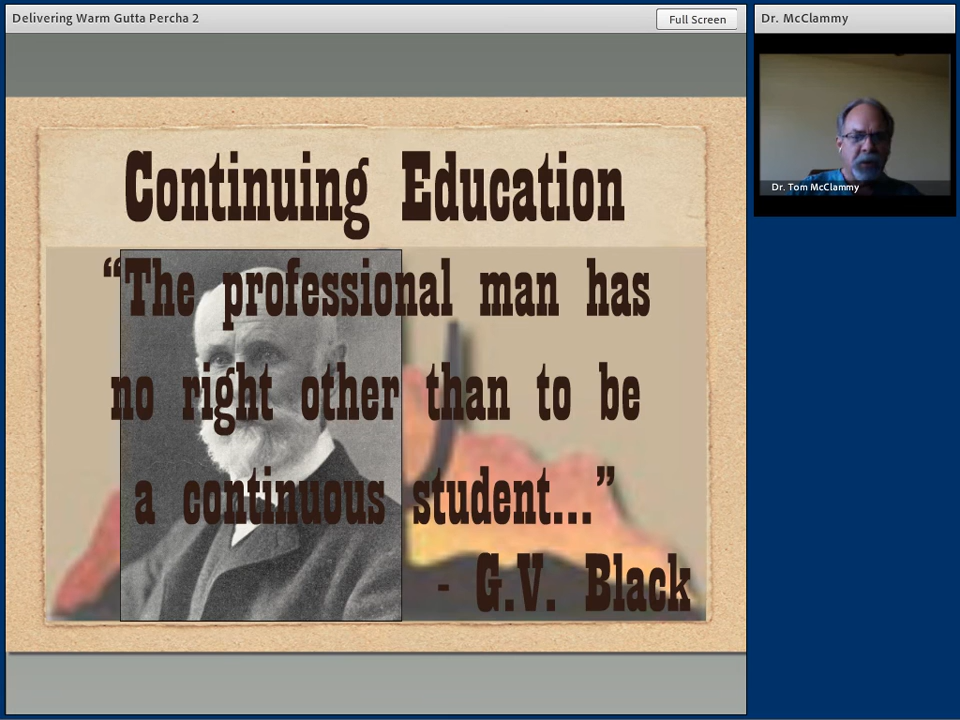 Delivering Warm Gutta Percha 2
Full Screen
Dr. McClammy
Dr. Tom McClammy
Continuing Education
“The professional man has
no right other than to be
a continuous student...”
- G.V. Black